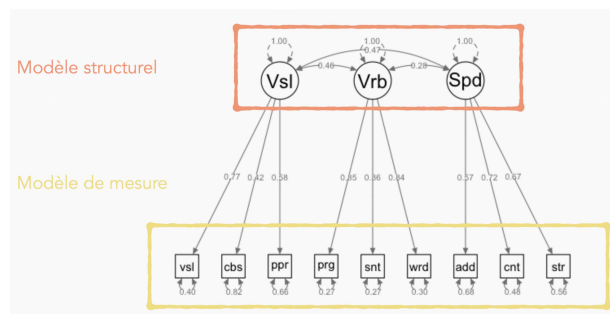 Modèle structurel
1.00 1.00 1.00
0.47
0.46 0.28
Vsl Vrb Spd
Modèle de mesure
0.77 0.42 0.58 0.85 0.86 0.84 0.57 0.72 0.67
vsl cbs ppr prg snt wrd add cnt str
0.40 0.82 0.66 0.27 0.27 0.30 0.68 0.48 0.56